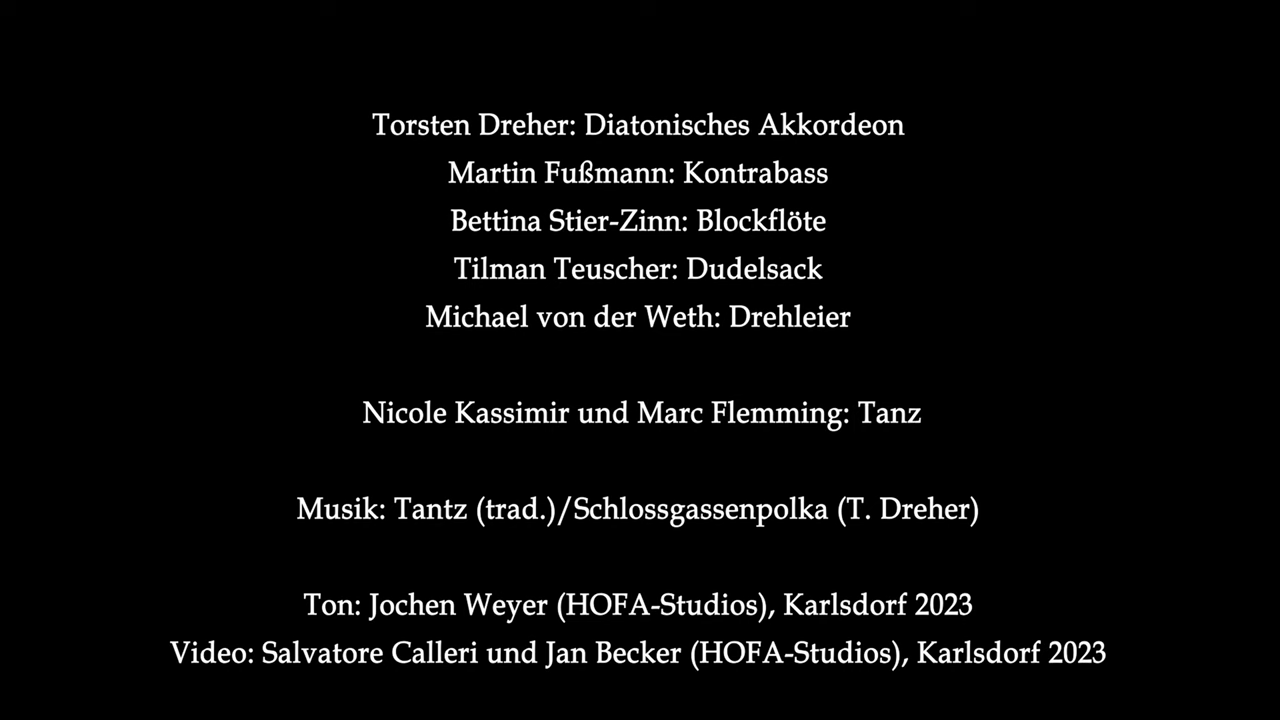 Torsten Dreher: Diatonisches Akkordeon
Martin Fußmann: Kontrabass
Bettina Stier-Zinn: Blockflöte
Tilman Teuscher: Dudelsack
Michael von der Weth: Drehleier
Nicole Kassimir und Marc Flemming: Tanz
Musik: Tantz (trad.)/Schlossgassenpolka (T. Dreher)
Ton: Jochen Weyer (HOFA-Studios), Karlsdorf 2023
Video: Salvatore Calleri und Jan Becker (HOFA-Studios), Karlsdorf 2023